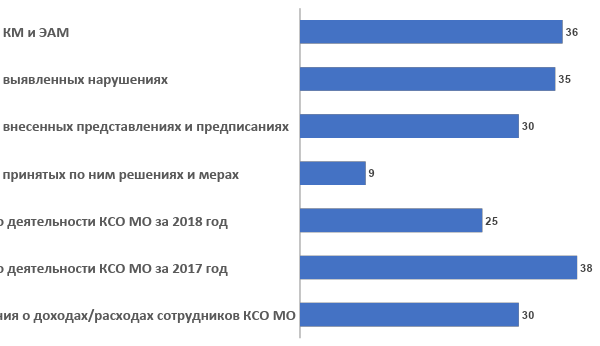 КМ и ЭАМ 36
выявленных нарушениях 35
внесенных представлениях и предписаниях 30
принятых по ним решениях и мерах 9
деятельности КСО МО за 2018 год 25
деятельности КСО МО за 2017 год 38
ния о доходах/расходах сотрудников КСО МО 30